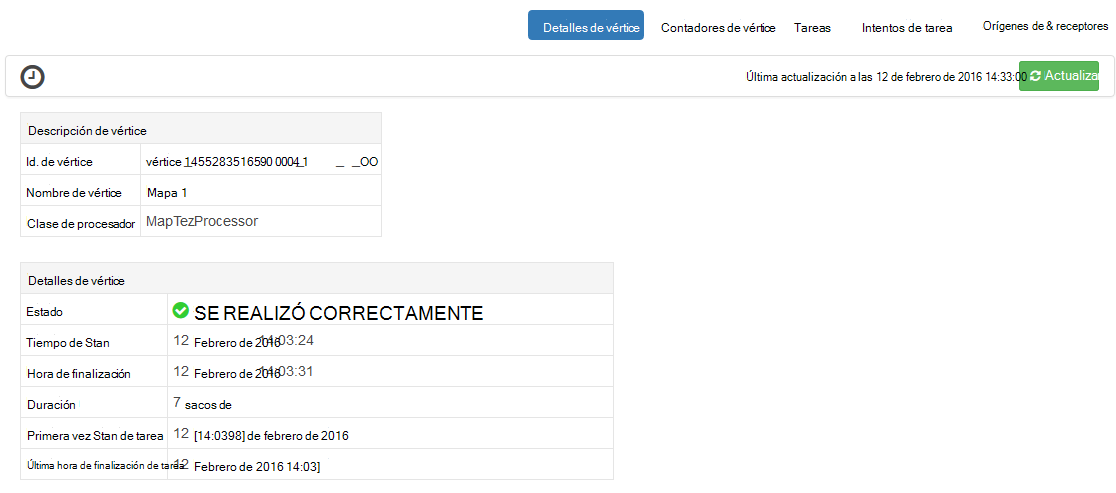 Detalles de vértice Contadores de vértice Tareas Intentos de tarea Orígenes de & receptores
Última actualización a las 12 de febrero de 2016 14:33:00 Actualiza
Descripción de vértice
Id. de vértice vértice_1455283516590 0004_1 _ _OO
Nombre de vértice Mapa 1
Clase de procesador MapTezProcessor
Detalles de vértice
Estado SE REALIZÓ CORRECTAMENTE
Tiempo de Stan 12 Febrero de 2016 14:03:24
Hora de finalización 12 Febrero de 2016 14:03:31
Duración 7 sacos de
Primera vez Stan de tarea 12 [14:0398] de febrero de 2016
Última hora de finalización de tarea 12 Febrero de 2016 14:03]